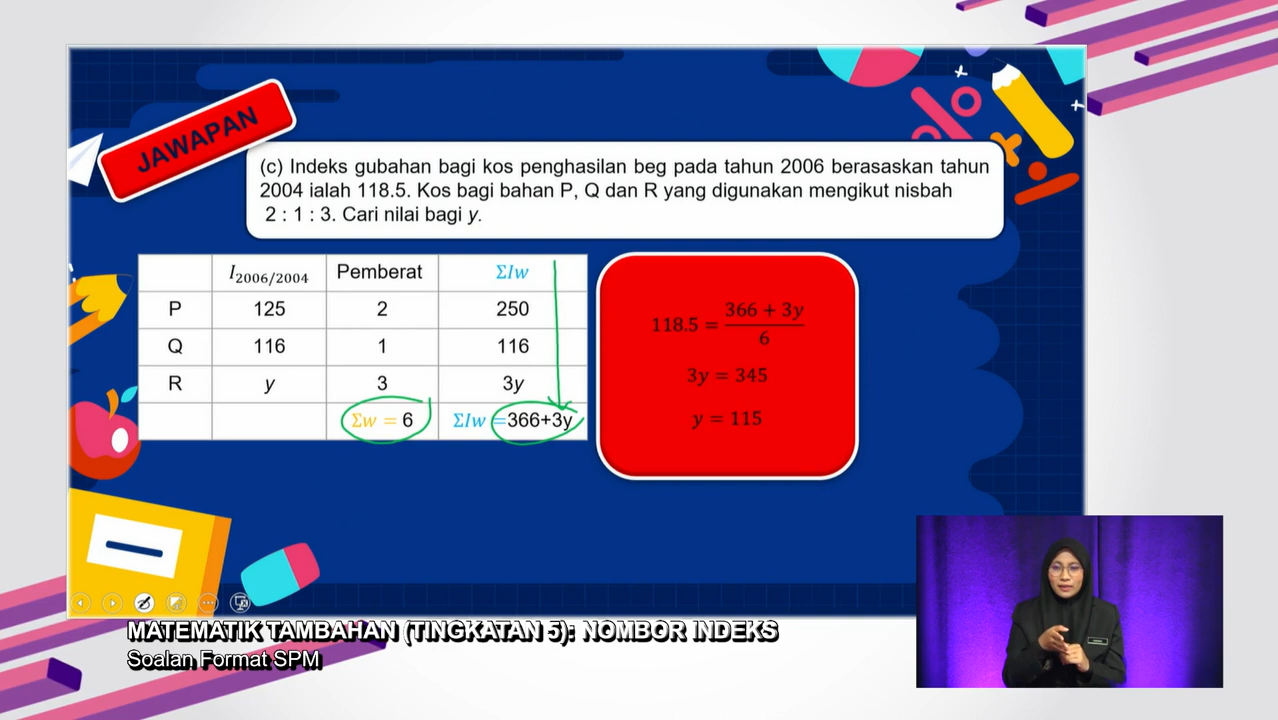 JAWAPAN
(c) Indeks gubahan bagi kos penghasilan beg pada tahun 2006 berasaskan tahun
2004 ialah 118.5. Kos bagi bahan P, Q dan R yang digunakan mengikut nisbah
2 : 1 : 3. Cari nilai bagi y.
I₂₀₀₆/₂₀₀₄ Pemberat ΣIw
P 125 2 250
Q 116 1 116
R y 3 3y
Σw = 6 ΣIw =366+3y
118.5 = (366 + 3y)/6
3y = 345
y = 115
MATEMATIK TAMBAHAN (TINGKATAN 5): NOMBOR INDEKS
Soalan Format SPM